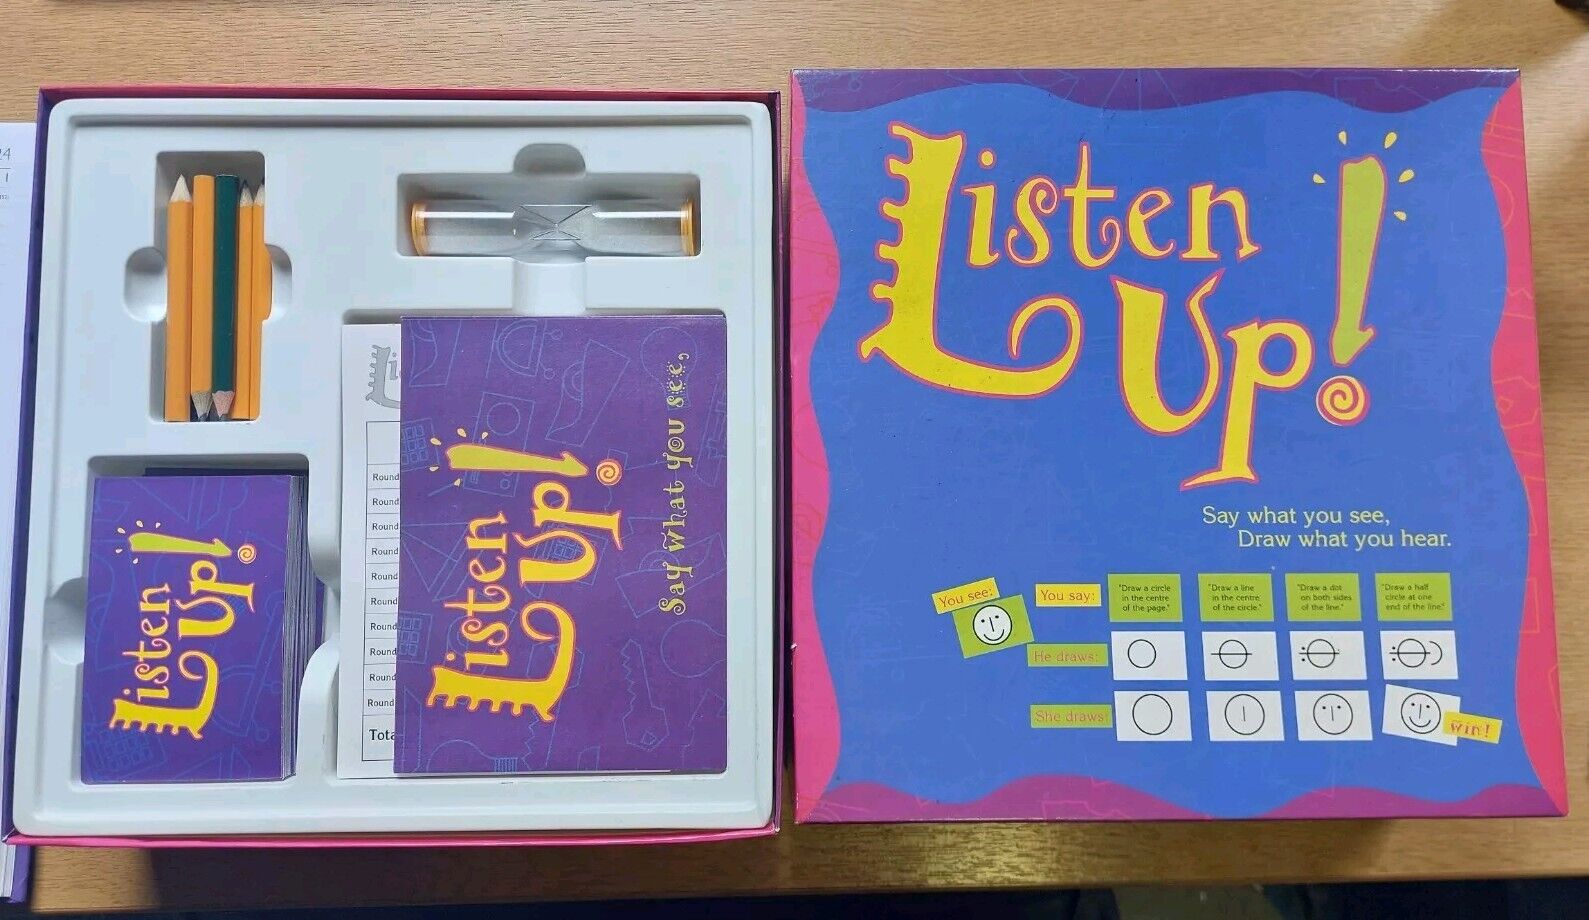 24
1
Listen
Up!
Listen
Up!
Say what you see,
Li
Round
Round
Round
Round
Round
Round
Round
Round
Round
Round
Tota
Listen
Up!
Say what you see,
Draw what you hear.
You see:
You say:
"Draw a circle
in the centre
of the page."
"Draw a line
in the centre
of the circle."
"Draw a dot
on both sides
of the line."
"Draw a half
circle at one
end of the line."
He draws:
She draws:
win!